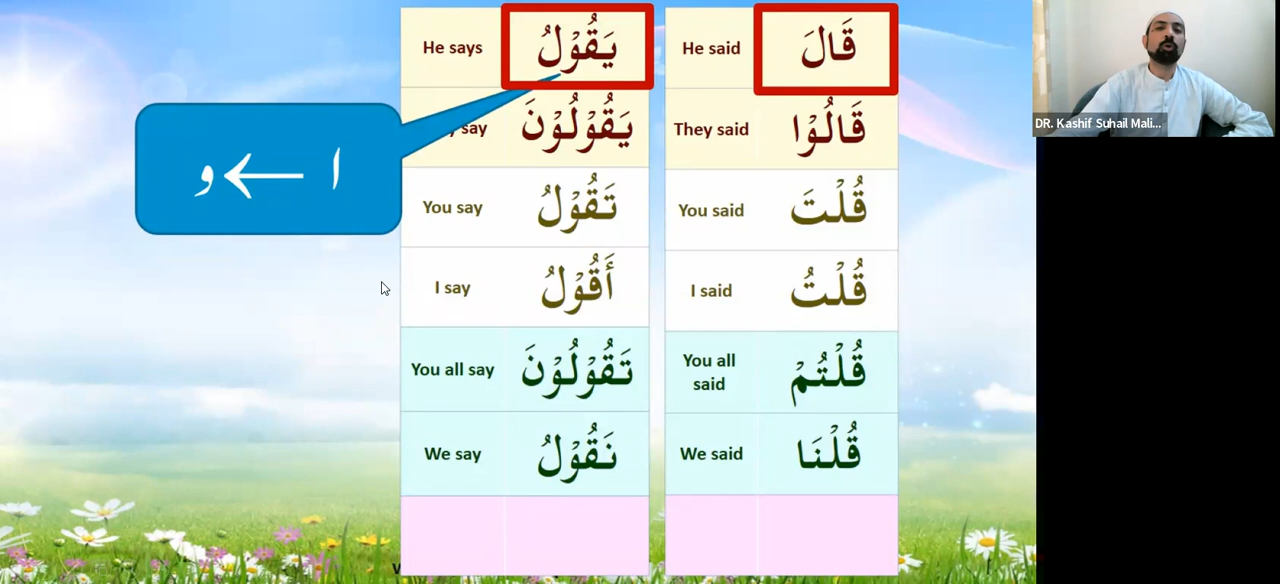 He says يَقُوْلُ He said قَالَ
say يَقُوْلُوْنَ They said قَالُوْا
ا ← و
You say تَقُوْلُ You said قُلْتَ
I say أَقُوْلُ I said قُلْتُ
You all say تَقُوْلُوْنَ You all said قُلْتُمْ
We say نَقُوْلُ We said قُلْنَا
DR. Kashif Suhail Mali...